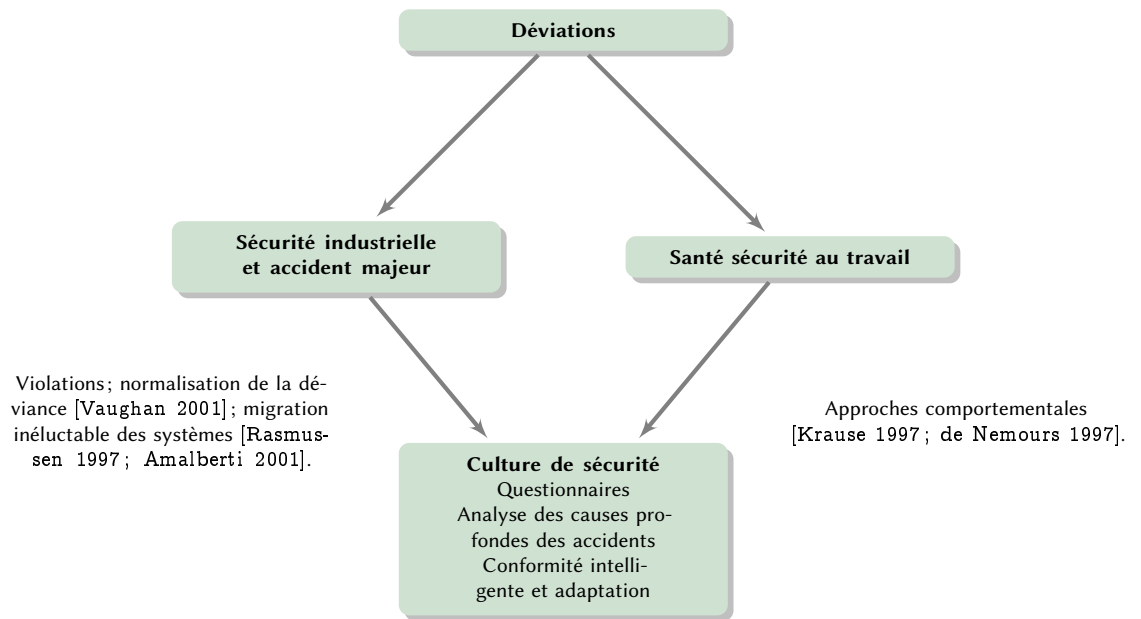 Déviations
Sécurité industrielle
et accident majeur
Santé sécurité au travail
Violations ; normalisation de la dé-
viance [Vaughan 2001] ; migration
inéluctable des systèmes [Rasmus-
sen 1997 ; Amalberti 2001].
Approches comportementales
[Krause 1997 ; de Nemours 1997].
Culture de sécurité
Questionnaires
Analyse des causes pro-
fondes des accidents
Conformité intelli-
gente et adaptation